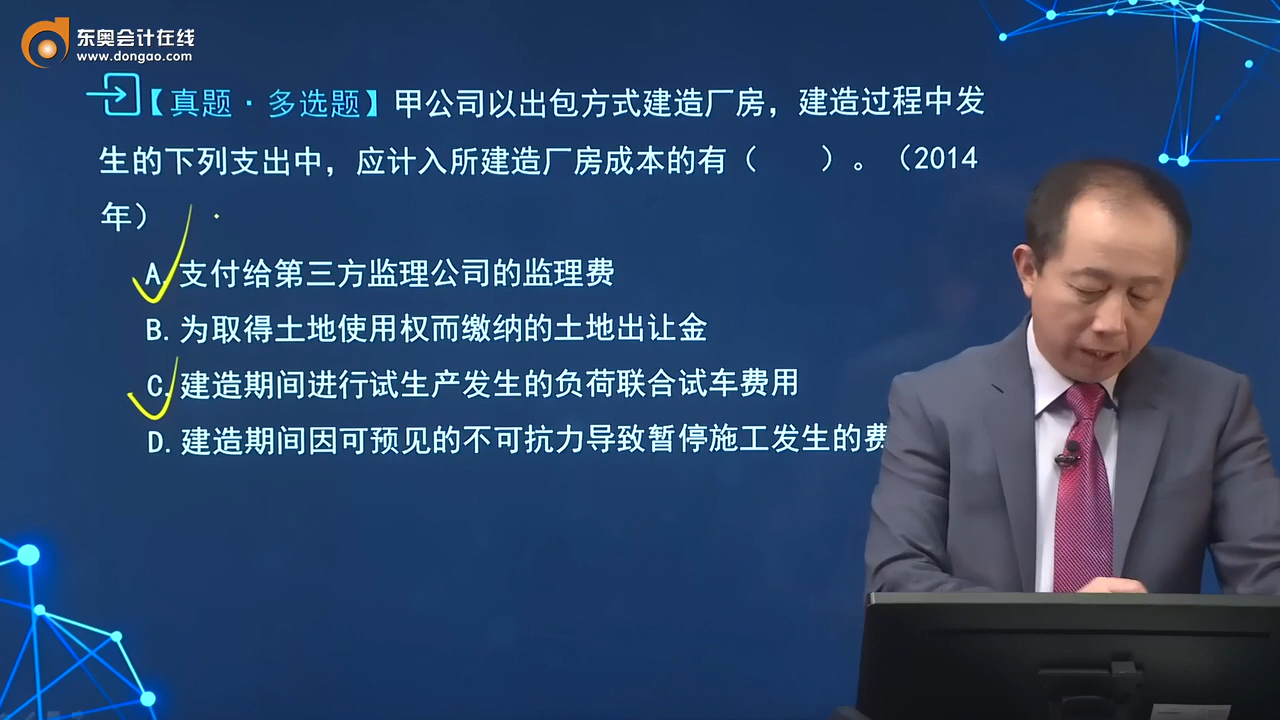 东奥会计在线
www.dongao.com
【真题·多选题】甲公司以出包方式建造厂房，建造过程中发
生的下列支出中，应计入所建造厂房成本的有（　　）。（2014
年）
A.支付给第三方监理公司的监理费
B.为取得土地使用权而缴纳的土地出让金
C.建造期间进行试生产发生的负荷联合试车费用
D.建造期间因可预见的不可抗力导致暂停施工发生的费